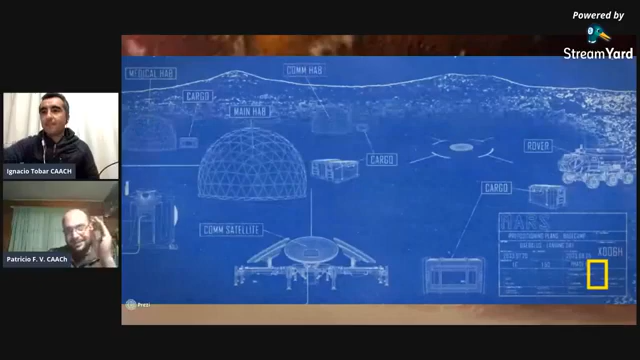 Powered by
StreamYard
MEDICAL HAB
COMM HAB
CARGO
MAIN HAB
CARGO
ROVER
CARGO
COMM SATELLITE
MARS
Ignacio Tobar CAACH
Patricio F. V. CAACh
Prezi